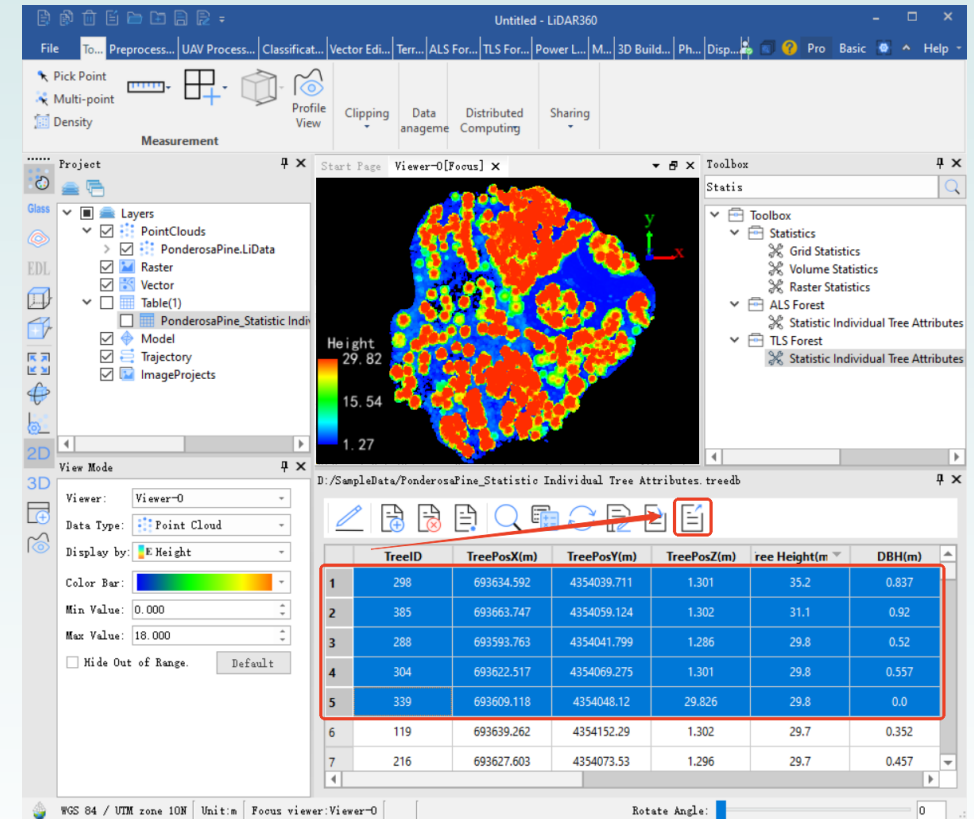 Untitled - LiDAR360
File To... Preprocess... UAV Process... Classificat... Vector Edi... Terr... ALS For... TLS For... Power L... M... 3D Build... Ph... Disp... Pro Basic Help
Pick Point
Multi-point
Density
Profile View
Measurement
Clipping
Data anageme
Distributed Computing
Sharing
Project
Start Page Viewer-0[Focus]
Toolbox
Statis
Glass
EDL
2D
3D
Layers
PointClouds
PonderosaPine.LiData
Raster
Vector
Table(1)
PonderosaPine_Statistic Indiv
Model
Trajectory
ImageProjects
y
x
Height
29.82
15.54
1.27
Toolbox
Statistics
Grid Statistics
Volume Statistics
Raster Statistics
ALS Forest
Statistic Individual Tree Attributes
TLS Forest
Statistic Individual Tree Attributes
View Mode
Viewer: Viewer-0
Data Type: Point Cloud
Display by: E Height
Color Bar:
Min Value: 0.000
Max Value: 18.000
Hide Out of Range. Default
D:/SampleData/PonderosaPine_Statistic Individual Tree Attributes.treedb
TreeID TreePosX(m) TreePosY(m) TreePosZ(m) ree Height(m DBH(m)
1 298 693634.592 4354039.711 1.301 35.2 0.837
2 385 693663.747 4354059.124 1.302 31.1 0.92
3 288 693593.763 4354041.799 1.286 29.8 0.52
4 304 693622.517 4354069.275 1.301 29.8 0.557
5 339 693609.118 4354048.12 29.826 29.8 0.0
6 119 693639.262 4354152.29 1.302 29.7 0.352
7 216 693627.603 4354073.53 1.296 29.7 0.457
WGS 84 / UTM zone 10N Unit:m Focus viewer:Viewer-0 Rotate Angle: 0